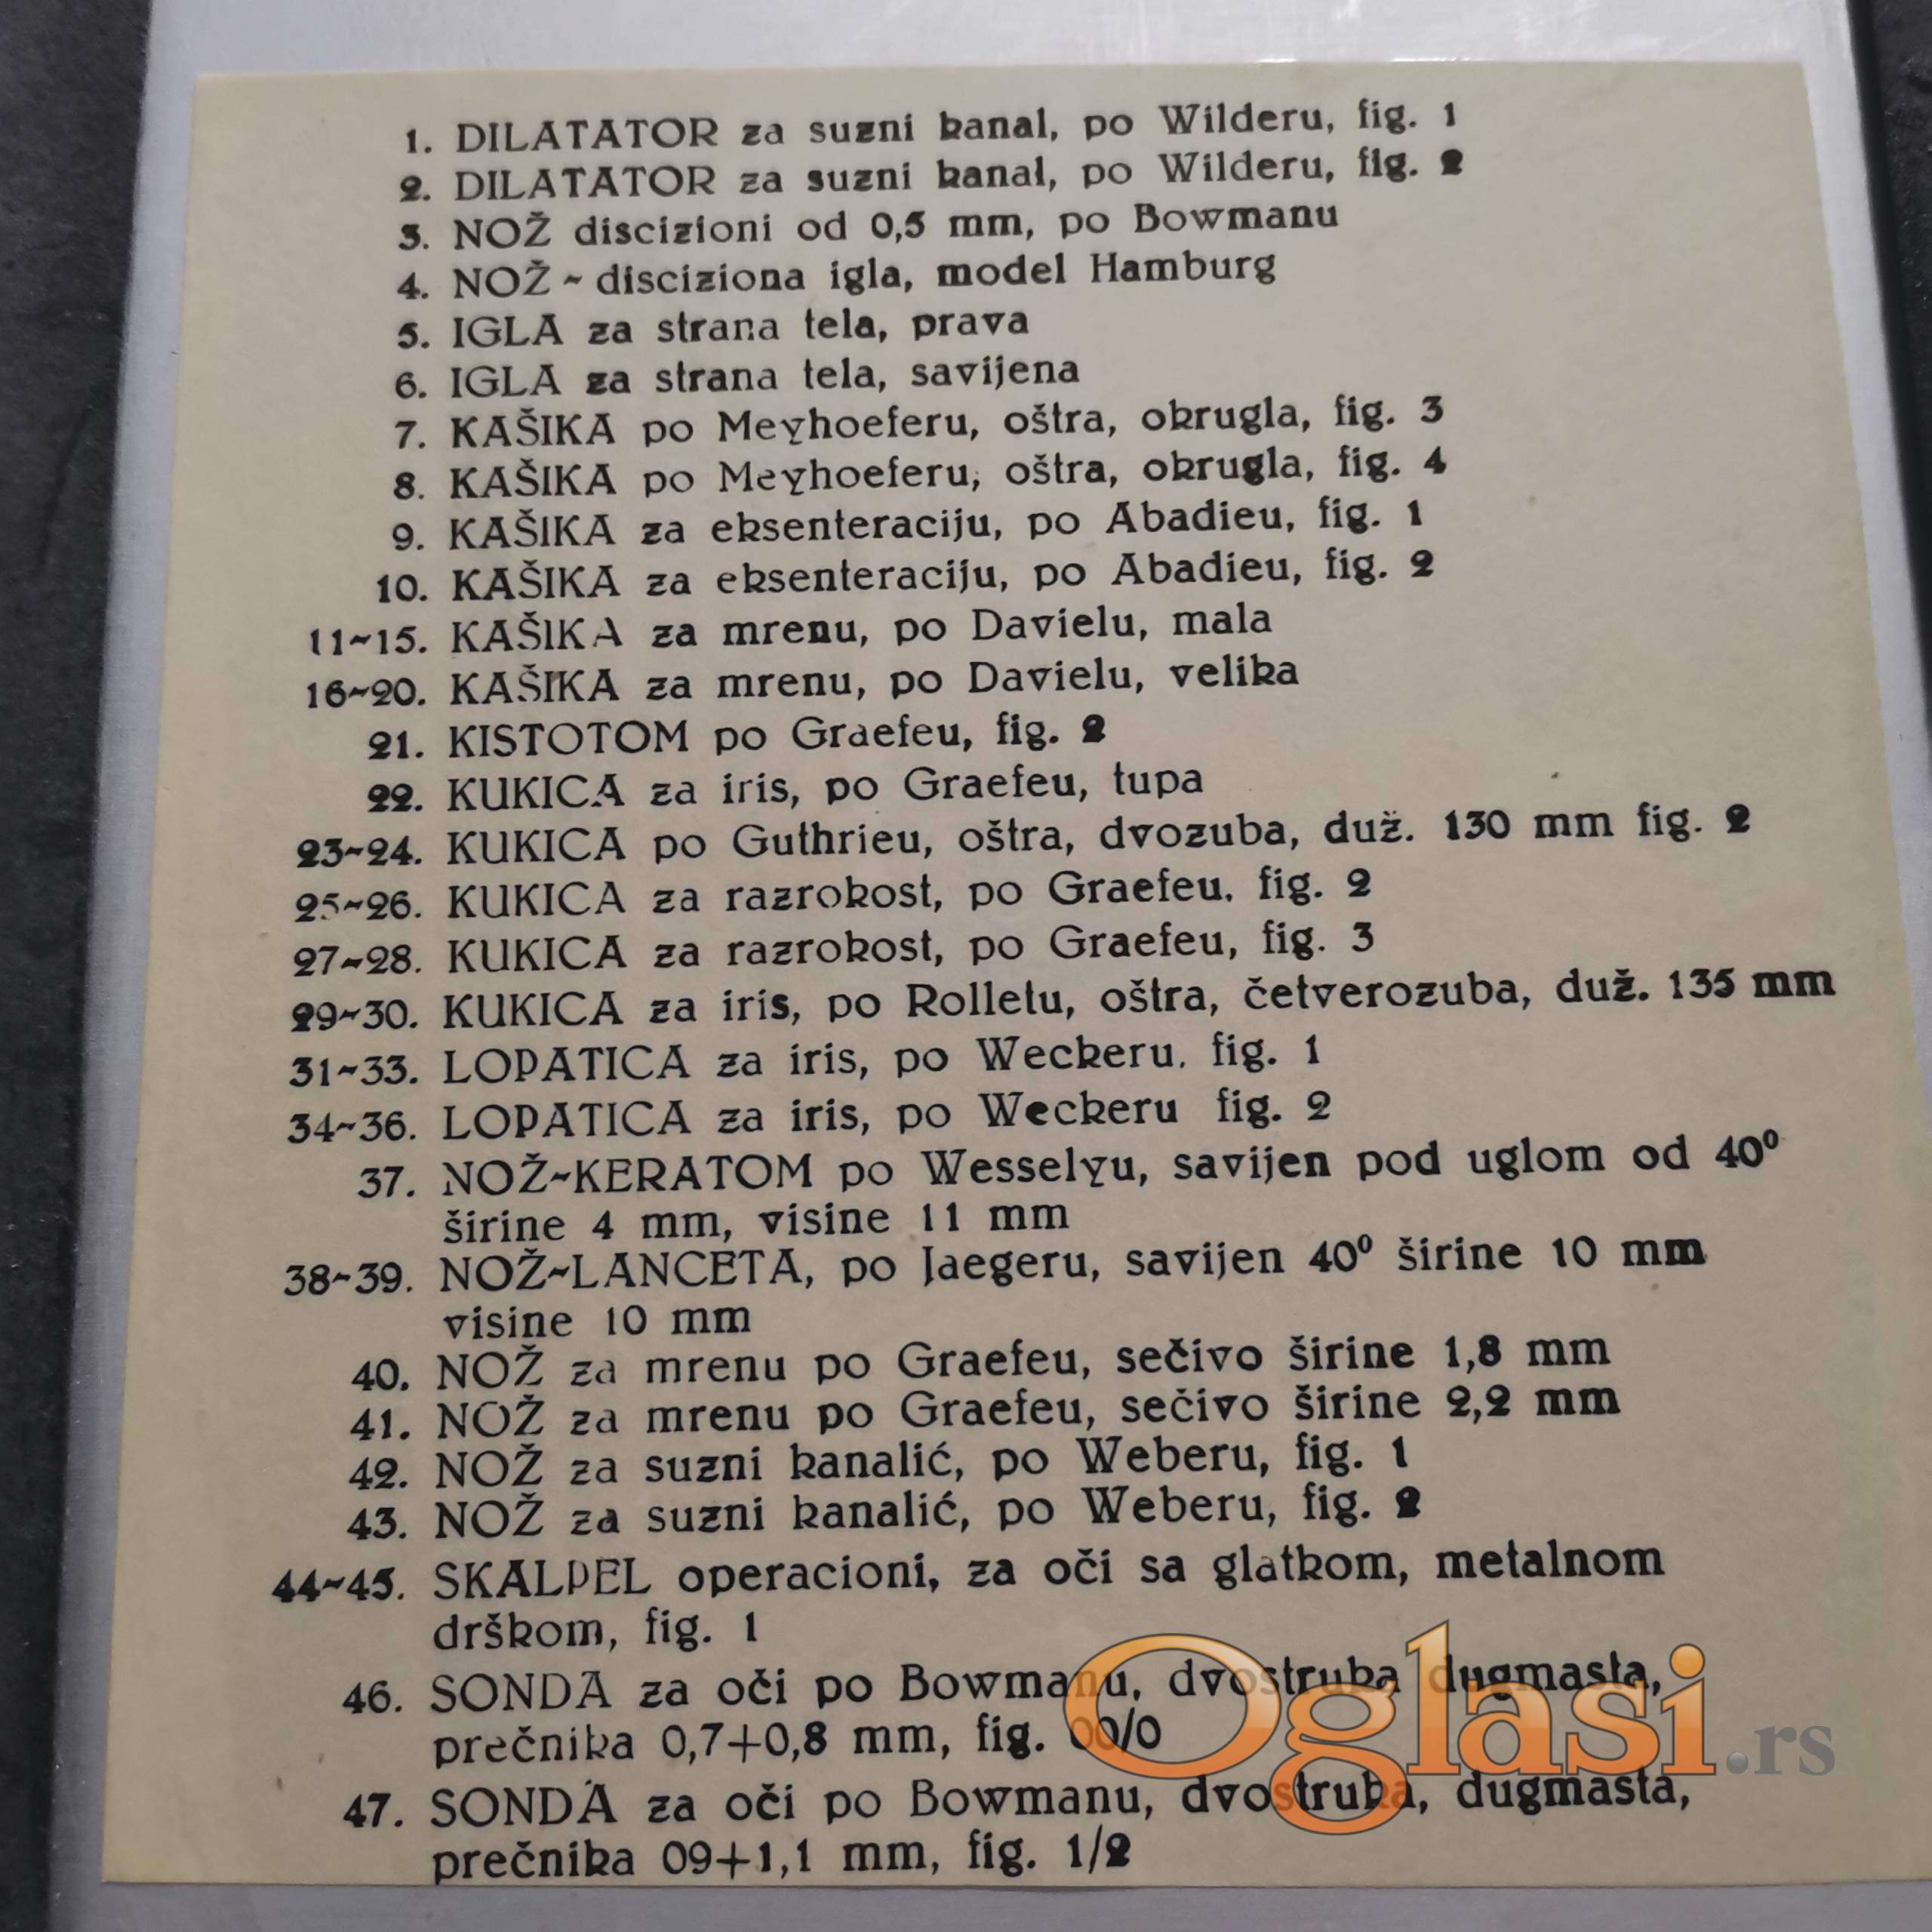 1. DILATATOR za suzni kanal, po Wilderu, fig. 1
2. DILATATOR za suzni kanal, po Wilderu, fig. 2
3. NOŽ discizioni od 0,5 mm, po Bowmanu
4. NOŽ ~ disciziona igla, model Hamburg
5. IGLA za strana tela, prava
6. IGLA za strana tela, savijena
7. KAŠIKA po Meyhoeferu, oštra, okrugla, fig. 3
8. KAŠIKA po Meyhoeferu, oštra, okrugla, fig. 4
9. KAŠIKA za eksenteraciju, po Abadieu, fig. 1
10. KAŠIKA za eksenteraciju, po Abadieu, fig. 2
11~15. KAŠIKA za mrenu, po Davielu, mala
16~20. KAŠIKA za mrenu, po Davielu, velika
21. KISTOTOM po Graefeu, fig. 2
22. KUKICA za iris, po Graefeu, tupa
23~24. KUKICA po Guthrieu, oštra, dvozuba, duž. 130 mm fig. 2
25~26. KUKICA za razrokost, po Graefeu. fig. 2
27~28. KUKICA za razrokost, po Graefeu, fig. 3
29~30. KUKICA za iris, po Rolletu, oštra, četverozuba, duž. 135 mm
31~33. LOPATICA za iris, po Weckeru. fig. 1
34~36. LOPATICA za iris, po Weckeru fig. 2
37. NOŽ~KERATOM po Wesselyu, savijen pod uglom od 40⁰
širine 4 mm, visine 11 mm
38~39. NOŽ~LANCETA, po Jaegeru, savijen 40⁰ širine 10 mm
visine 10 mm
40. NOŽ za mrenu po Graefeu, sečivo širine 1,8 mm
41. NOŽ za mrenu po Graefeu, sečivo širine 2,2 mm
42. NOŽ za suzni kanalić, po Weberu, fig. 1
43. NOŽ za suzni kanalić, po Weberu, fig. 2
44~45. SKALPEL operacioni, za oči sa glatkom, metalnom
drškom, fig. 1
46. SONDA za oči po Bowmanu, dvostruba dugmasta,
prečnika 0,7+0,8 mm, fig. 00/0
47. SONDA za oči po Bowmanu, dvostruba, dugmasta,
prečnika 09+1,1 mm, fig. 1/2
Oglasi.rs